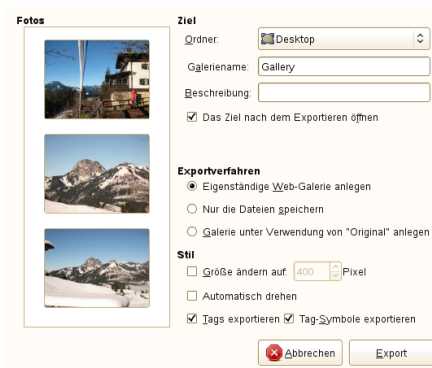 Fotos
Ziel
Ordner: Desktop
Galeriename: Gallery
Beschreibung:
Das Ziel nach dem Exportieren öffnen
Exportverfahren
Eigenständige Web-Galerie anlegen
Nur die Dateien speichern
Galerie unter Verwendung von "Original" anlegen
Stil
Größe ändern auf: 400 Pixel
Automatisch drehen
Tags exportieren Tag-Symbole exportieren
Abbrechen Export